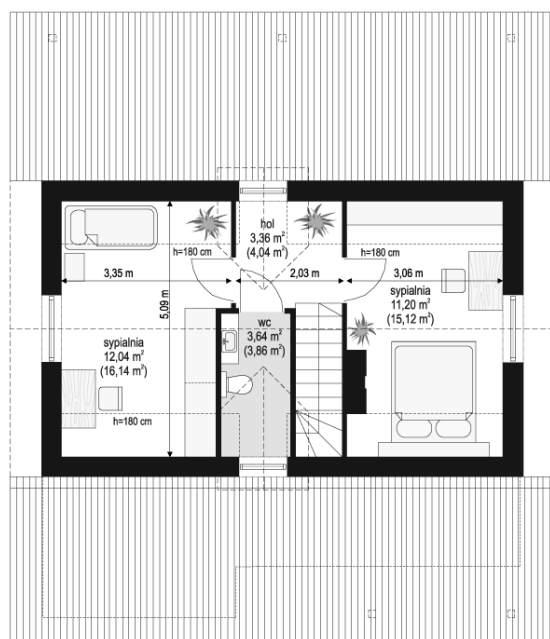 hol
3,36 m²
(4,04 m²)
h=180 cm
h=180 cm
3,35 m
2,03 m
3,06 m
5,09 m
sypialnia
11,20 m²
(15,12 m²)
wc
3,64 m²
(3,86 m²)
sypialnia
12,04 m²
(16,14 m²)
h=180 cm